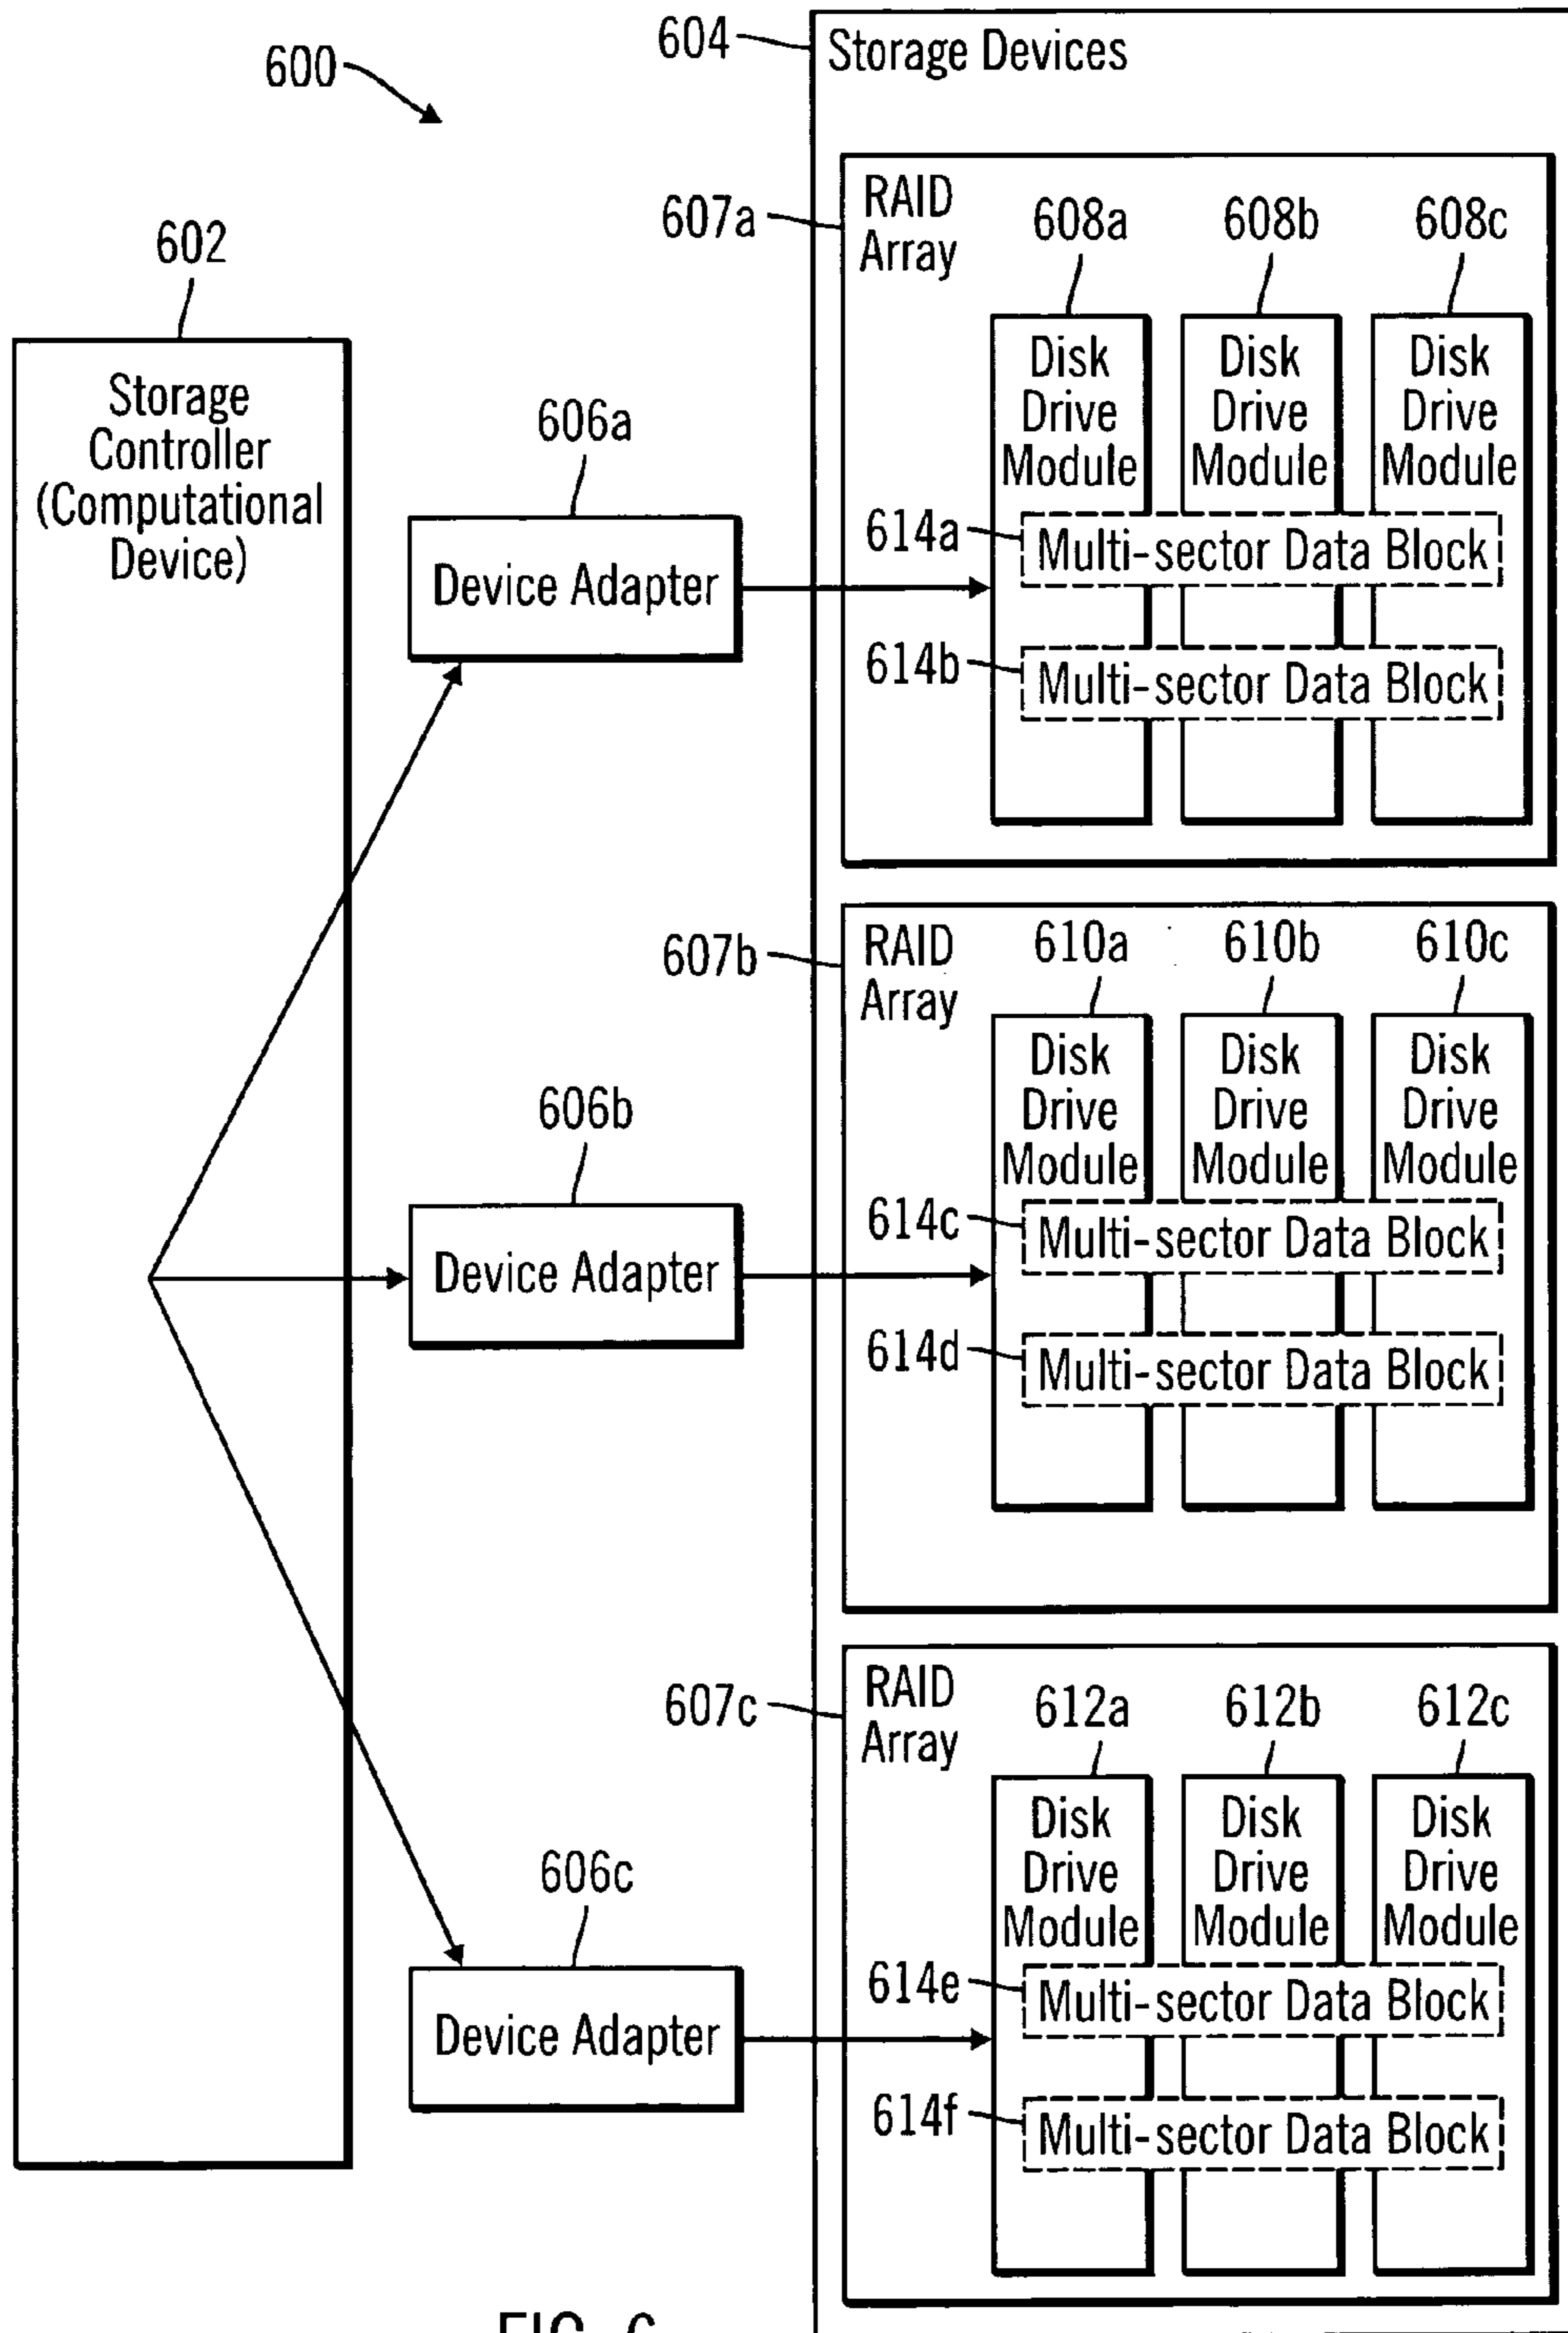 600
604
Storage Devices
602
Storage
Controller
(Computational
Device)
606a
Device Adapter
607a
RAID
Array
608a
608b
608c
Disk
Drive
Module
Disk
Drive
Module
Disk
Drive
Module
614a
Multi-sector Data Block
614b
Multi-sector Data Block
606b
Device Adapter
607b
RAID
Array
610a
610b
610c
Disk
Drive
Module
Disk
Drive
Module
Disk
Drive
Module
614c
Multi-sector Data Block
614d
Multi-sector Data Block
606c
Device Adapter
607c
RAID
Array
612a
612b
612c
Disk
Drive
Module
Disk
Drive
Module
Disk
Drive
Module
614e
Multi-sector Data Block
614f
Multi-sector Data Block
FIG. 6